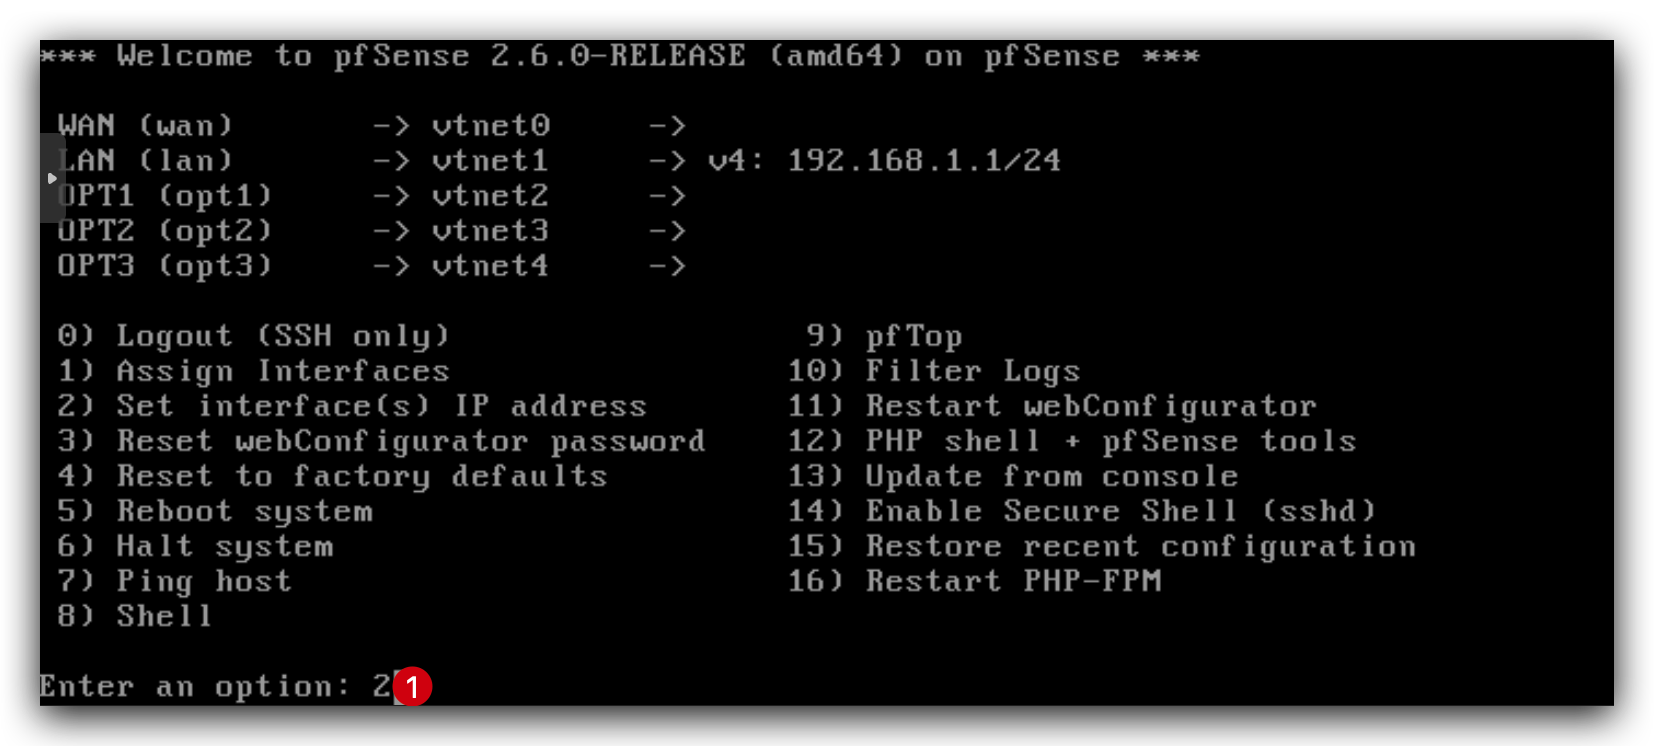 *** Welcome to pfSense 2.6.0-RELEASE (amd64) on pfSense ***
WAN (wan) -> vtnet0 ->
LAN (lan) -> vtnet1 -> v4: 192.168.1.1/24
OPT1 (opt1) -> vtnet2 ->
OPT2 (opt2) -> vtnet3 ->
OPT3 (opt3) -> vtnet4 ->
0) Logout (SSH only) 9) pfTop
1) Assign Interfaces 10) Filter Logs
2) Set interface(s) IP address 11) Restart webConfigurator
3) Reset webConfigurator password 12) PHP shell + pfSense tools
4) Reset to factory defaults 13) Update from console
5) Reboot system 14) Enable Secure Shell (sshd)
6) Halt system 15) Restore recent configuration
7) Ping host 16) Restart PHP-FPM
8) Shell
Enter an option: 2 1